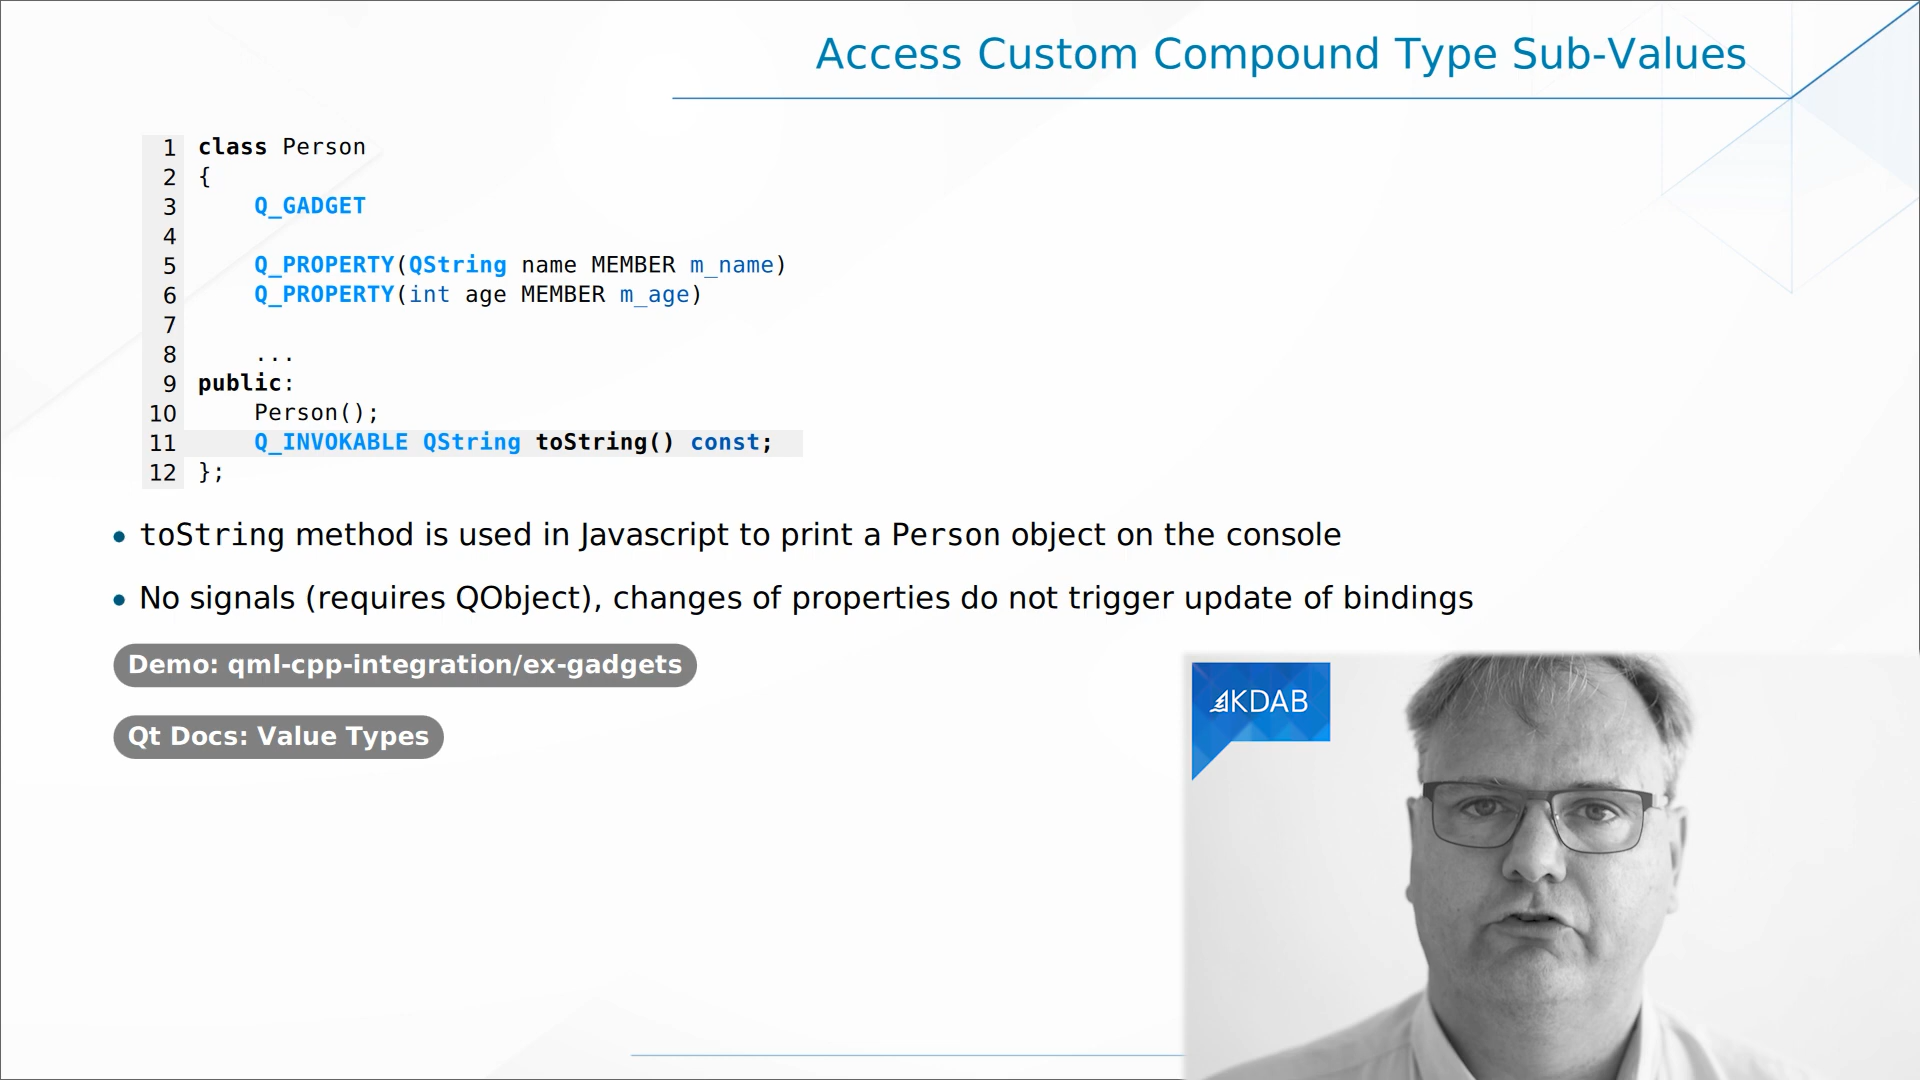 Access Custom Compound Type Sub-Values
1 class Person
2 {
3     Q_GADGET
4
5     Q_PROPERTY(QString name MEMBER m_name)
6     Q_PROPERTY(int age MEMBER m_age)
7
8     ...
9 public:
10     Person();
11     Q_INVOKABLE QString toString() const;
12 };
• toString method is used in Javascript to print a Person object on the console
• No signals (requires QObject), changes of properties do not trigger update of bindings
Demo: qml-cpp-integration/ex-gadgets
Qt Docs: Value Types
KDAB